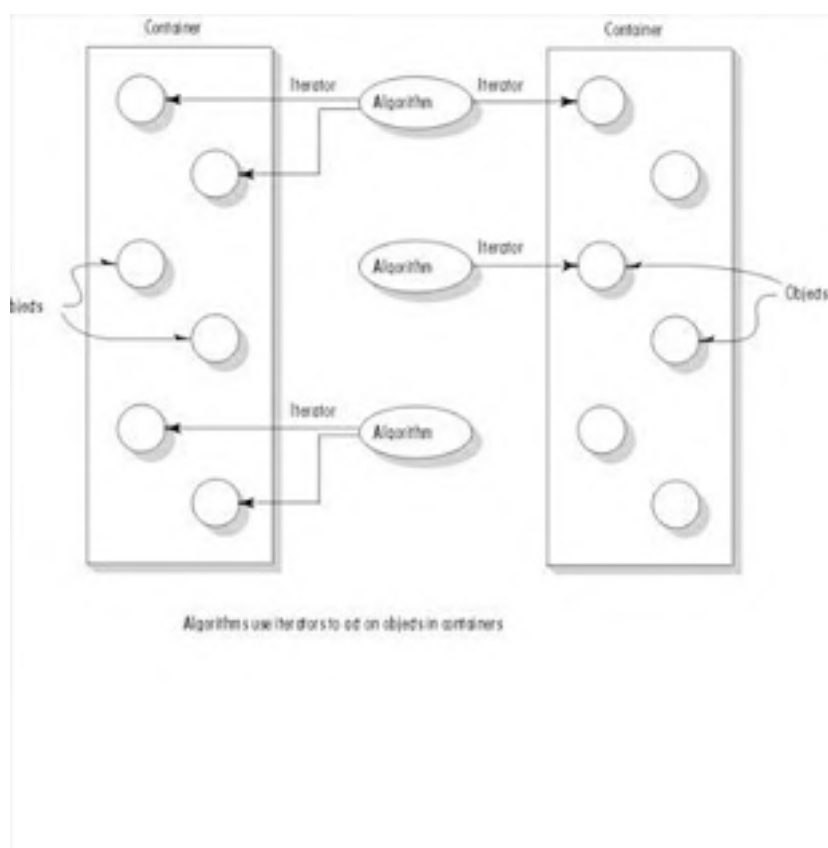 Container
Container
Iterator
Algorithm
Iterator
Algorithm
Iterator
bjects
Objects
Iterator
Algorithm
Algorithms use iterators to act on objects in containers